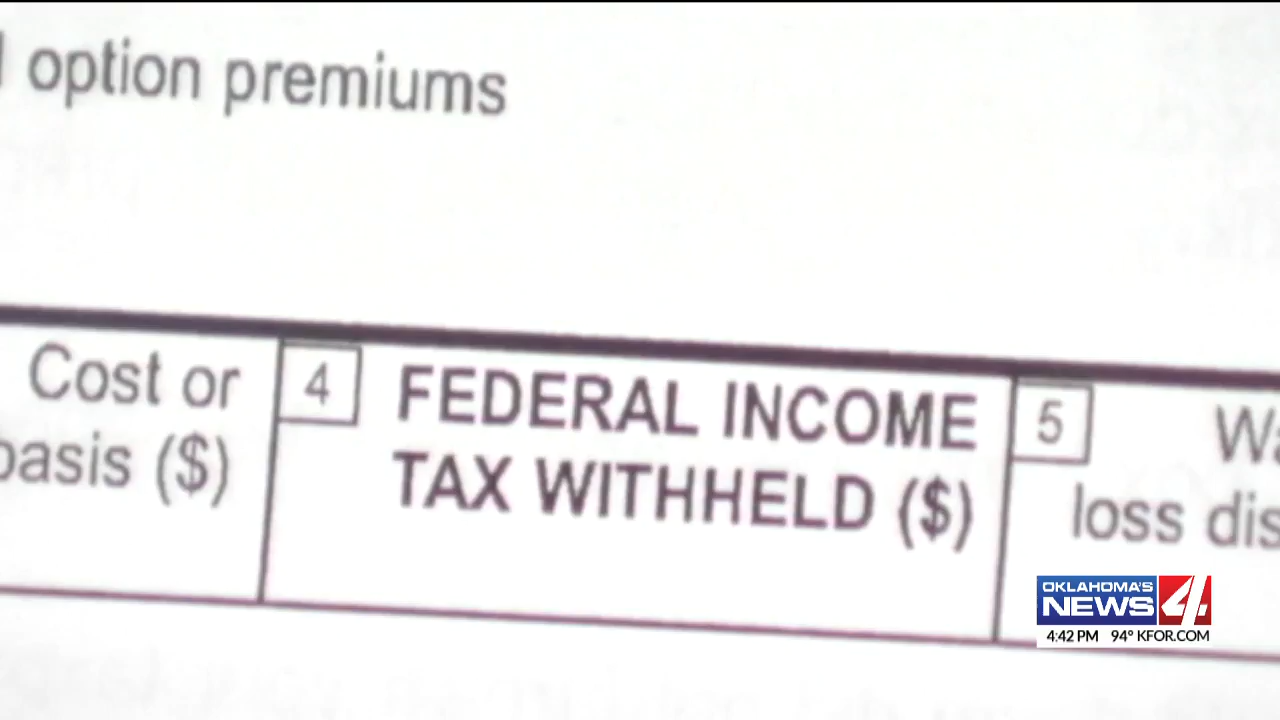 option premiums
Cost or
basis ($)
4
FEDERAL INCOME
TAX WITHHELD ($)
5
loss
OKLAHOMA'S
NEWS 4
4:42 PM 94° KFOR.COM